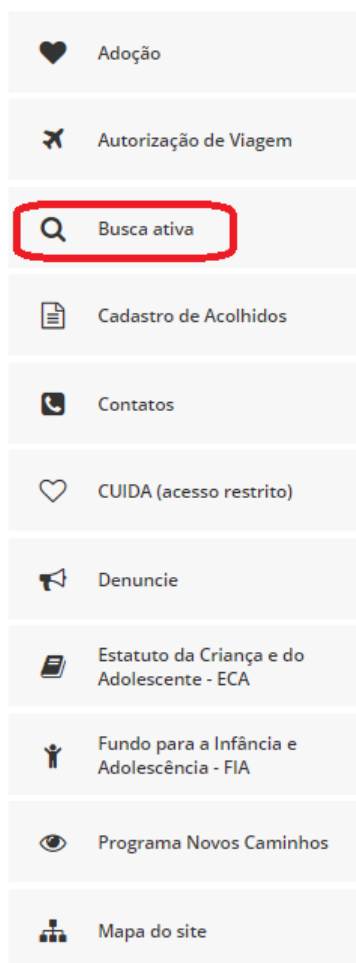 Adoção
Autorização de Viagem
Busca ativa
Cadastro de Acolhidos
Contatos
CUIDA (acesso restrito)
Denuncie
Estatuto da Criança e do
Adolescente - ECA
Fundo para a Infância e
Adolescência - FIA
Programa Novos Caminhos
Mapa do site